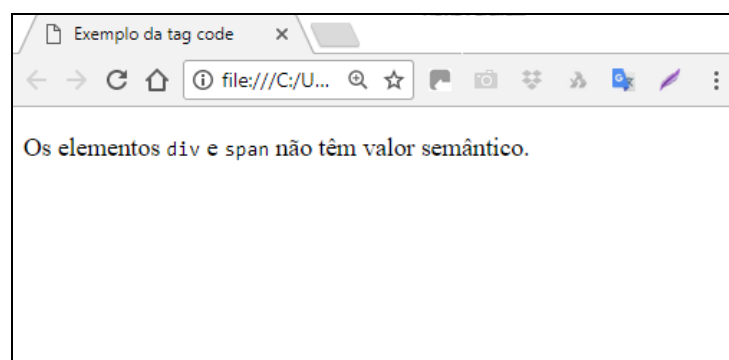 Exemplo da tag code
file:///C:/U...
Os elementos div e span não têm valor semântico.